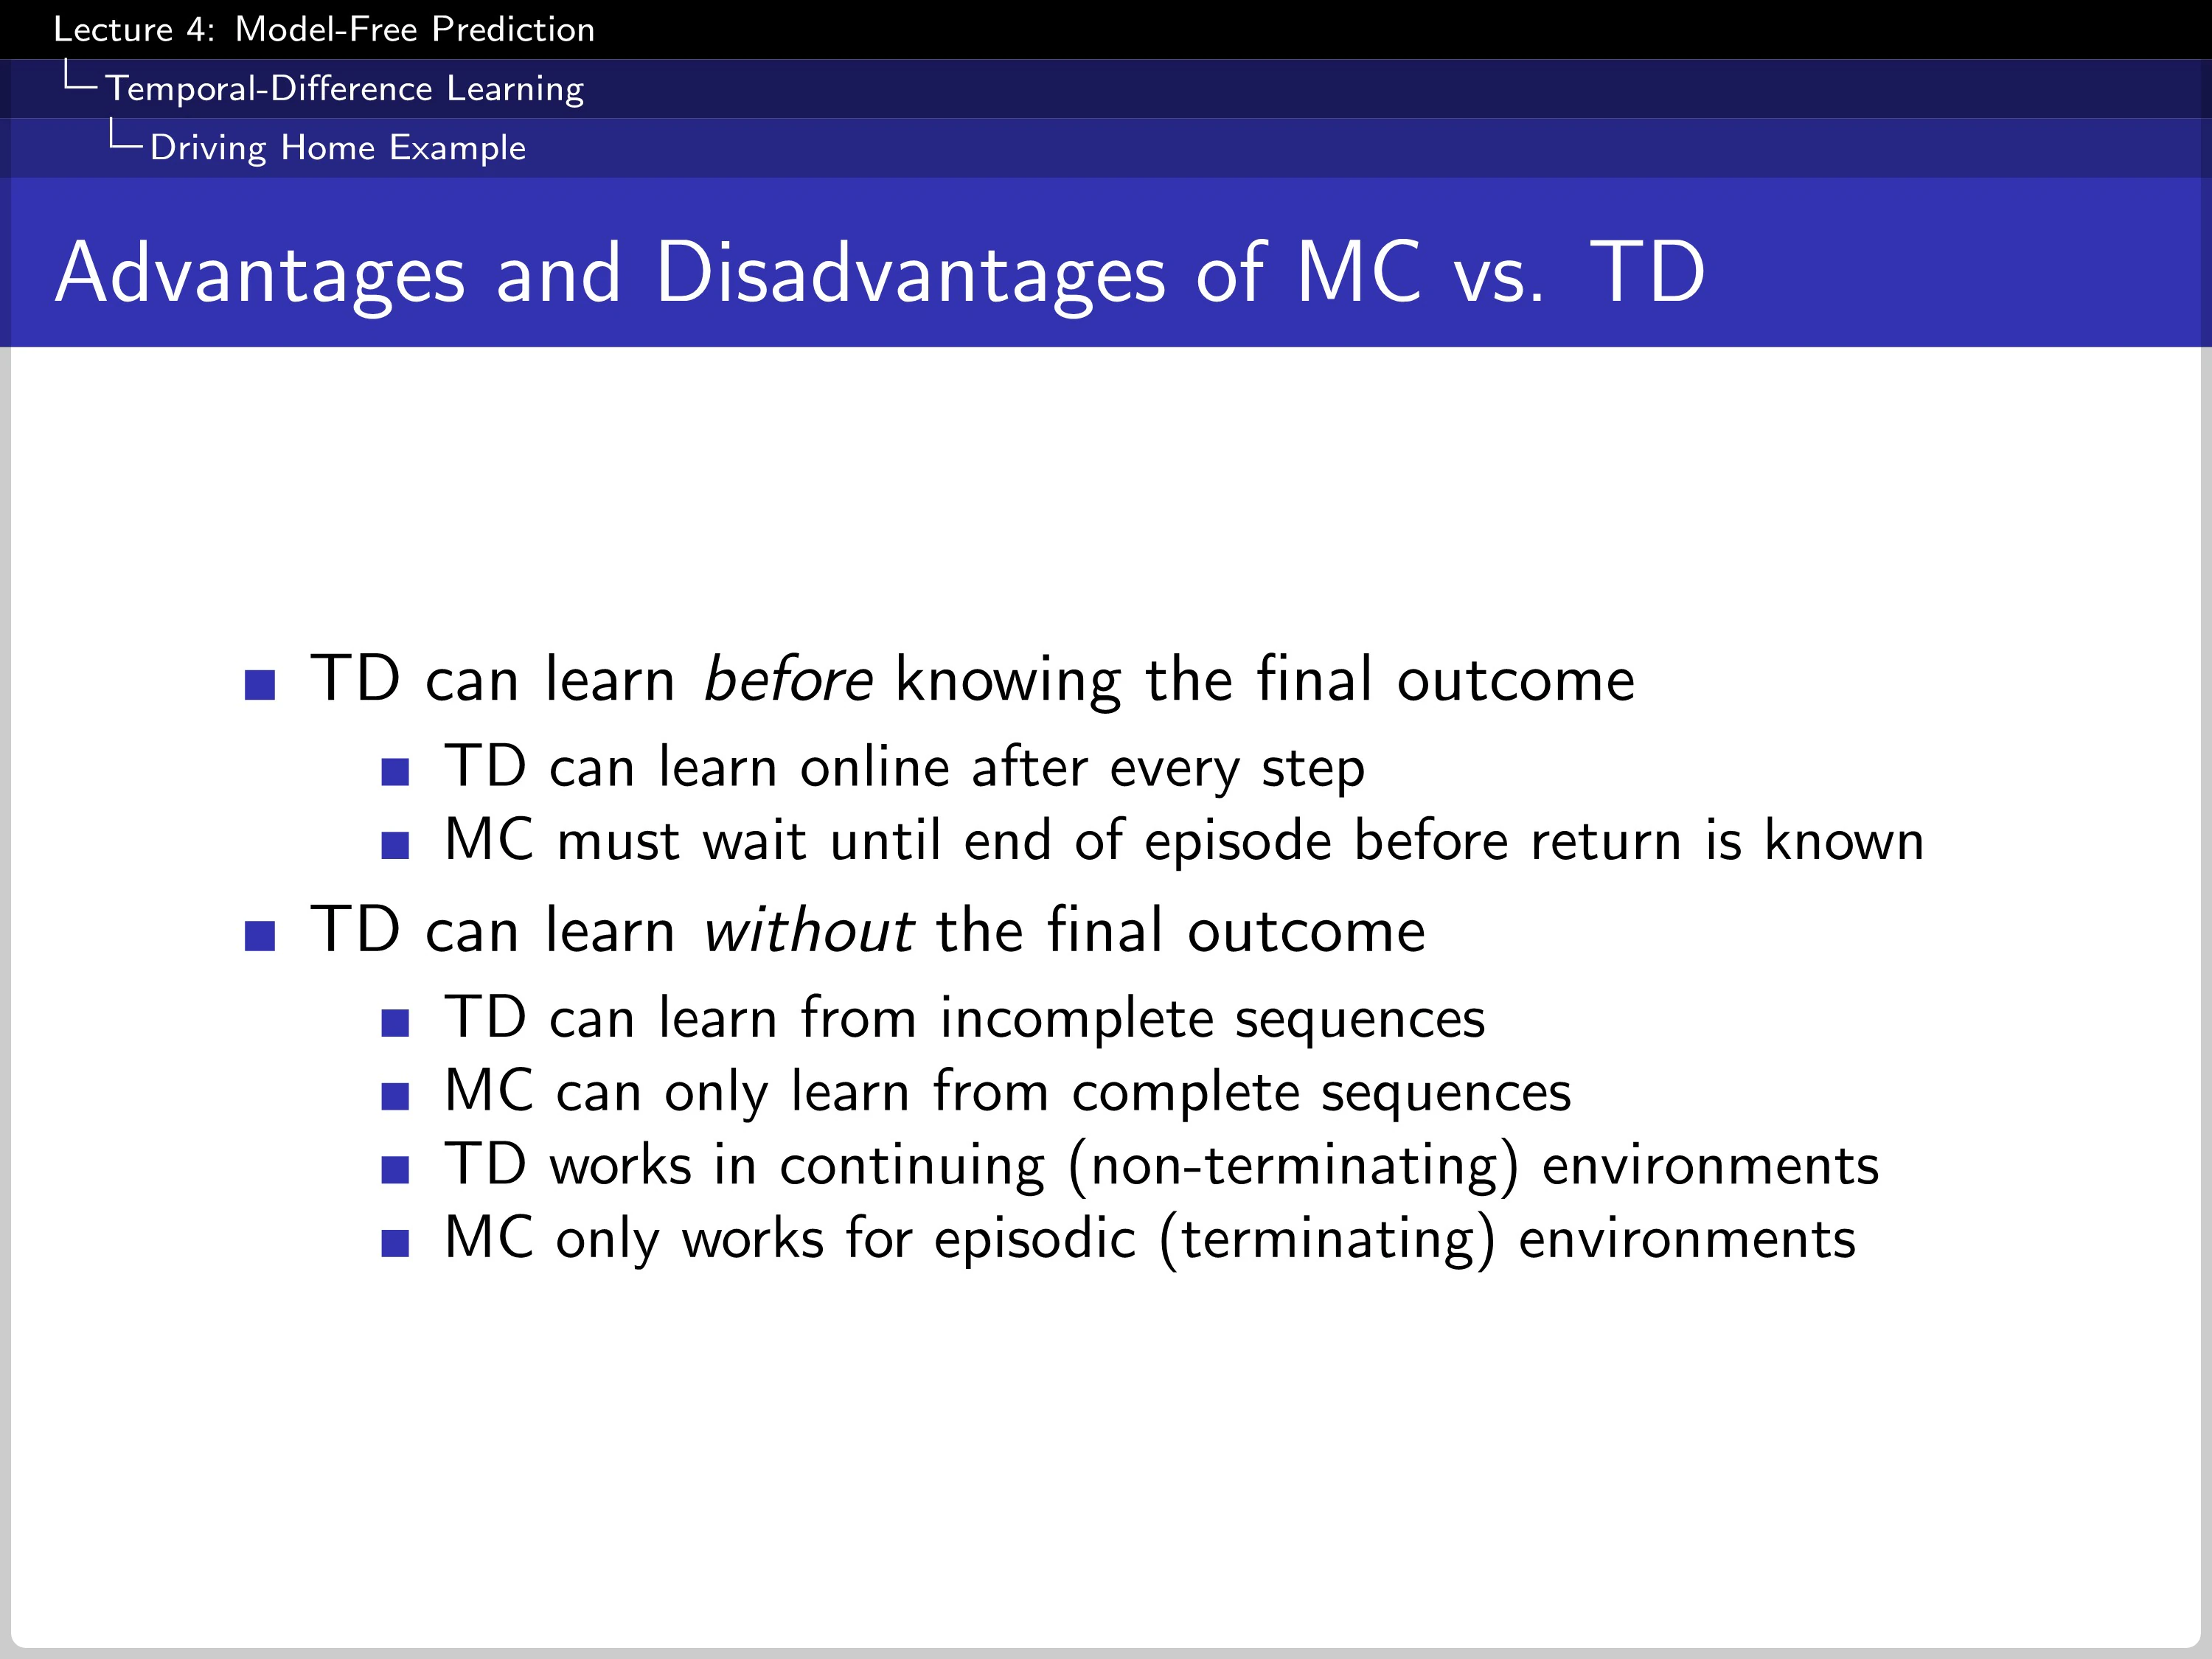 Lecture 4: Model-Free Prediction
Temporal-Difference Learning
Driving Home Example
Advantages and Disadvantages of MC vs. TD
TD can learn before knowing the final outcome
TD can learn online after every step
MC must wait until end of episode before return is known
TD can learn without the final outcome
TD can learn from incomplete sequences
MC can only learn from complete sequences
TD works in continuing (non-terminating) environments
MC only works for episodic (terminating) environments